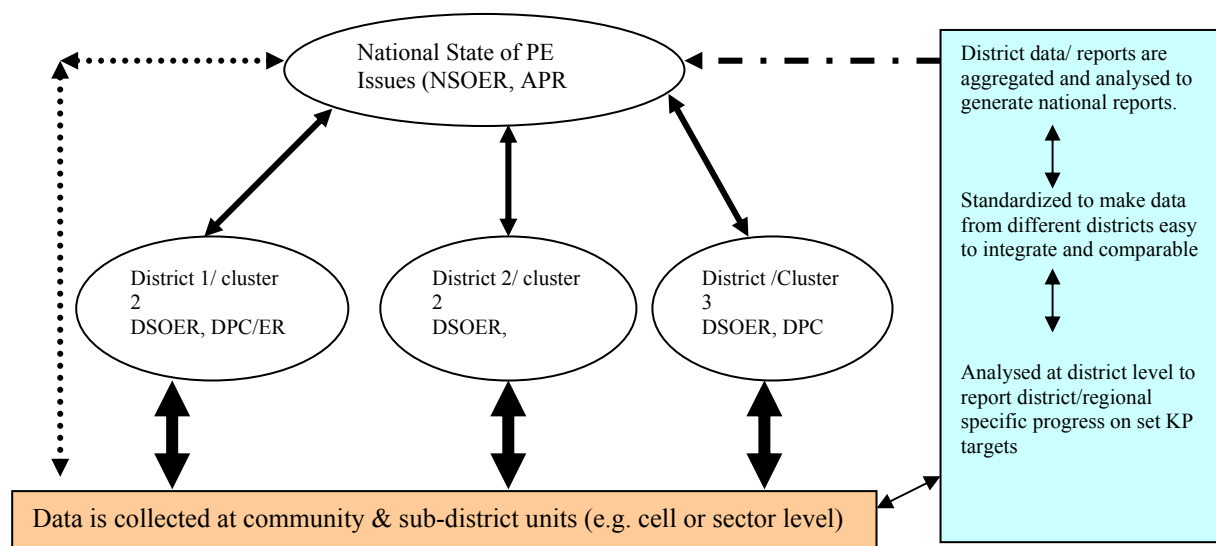 National State of PE
Issues (NSOER, APR
District data/ reports are
aggregated and analysed to
generate national reports.
Standardized to make data
from different districts easy
to integrate and comparable
Analysed at district level to
report district/regional
specific progress on set KP
targets
District 1/ cluster
2
DSOER, DPC/ER
District 2/ cluster
2
DSOER,
District /Cluster
3
DSOER, DPC
Data is collected at community & sub-district units (e.g. cell or sector level)